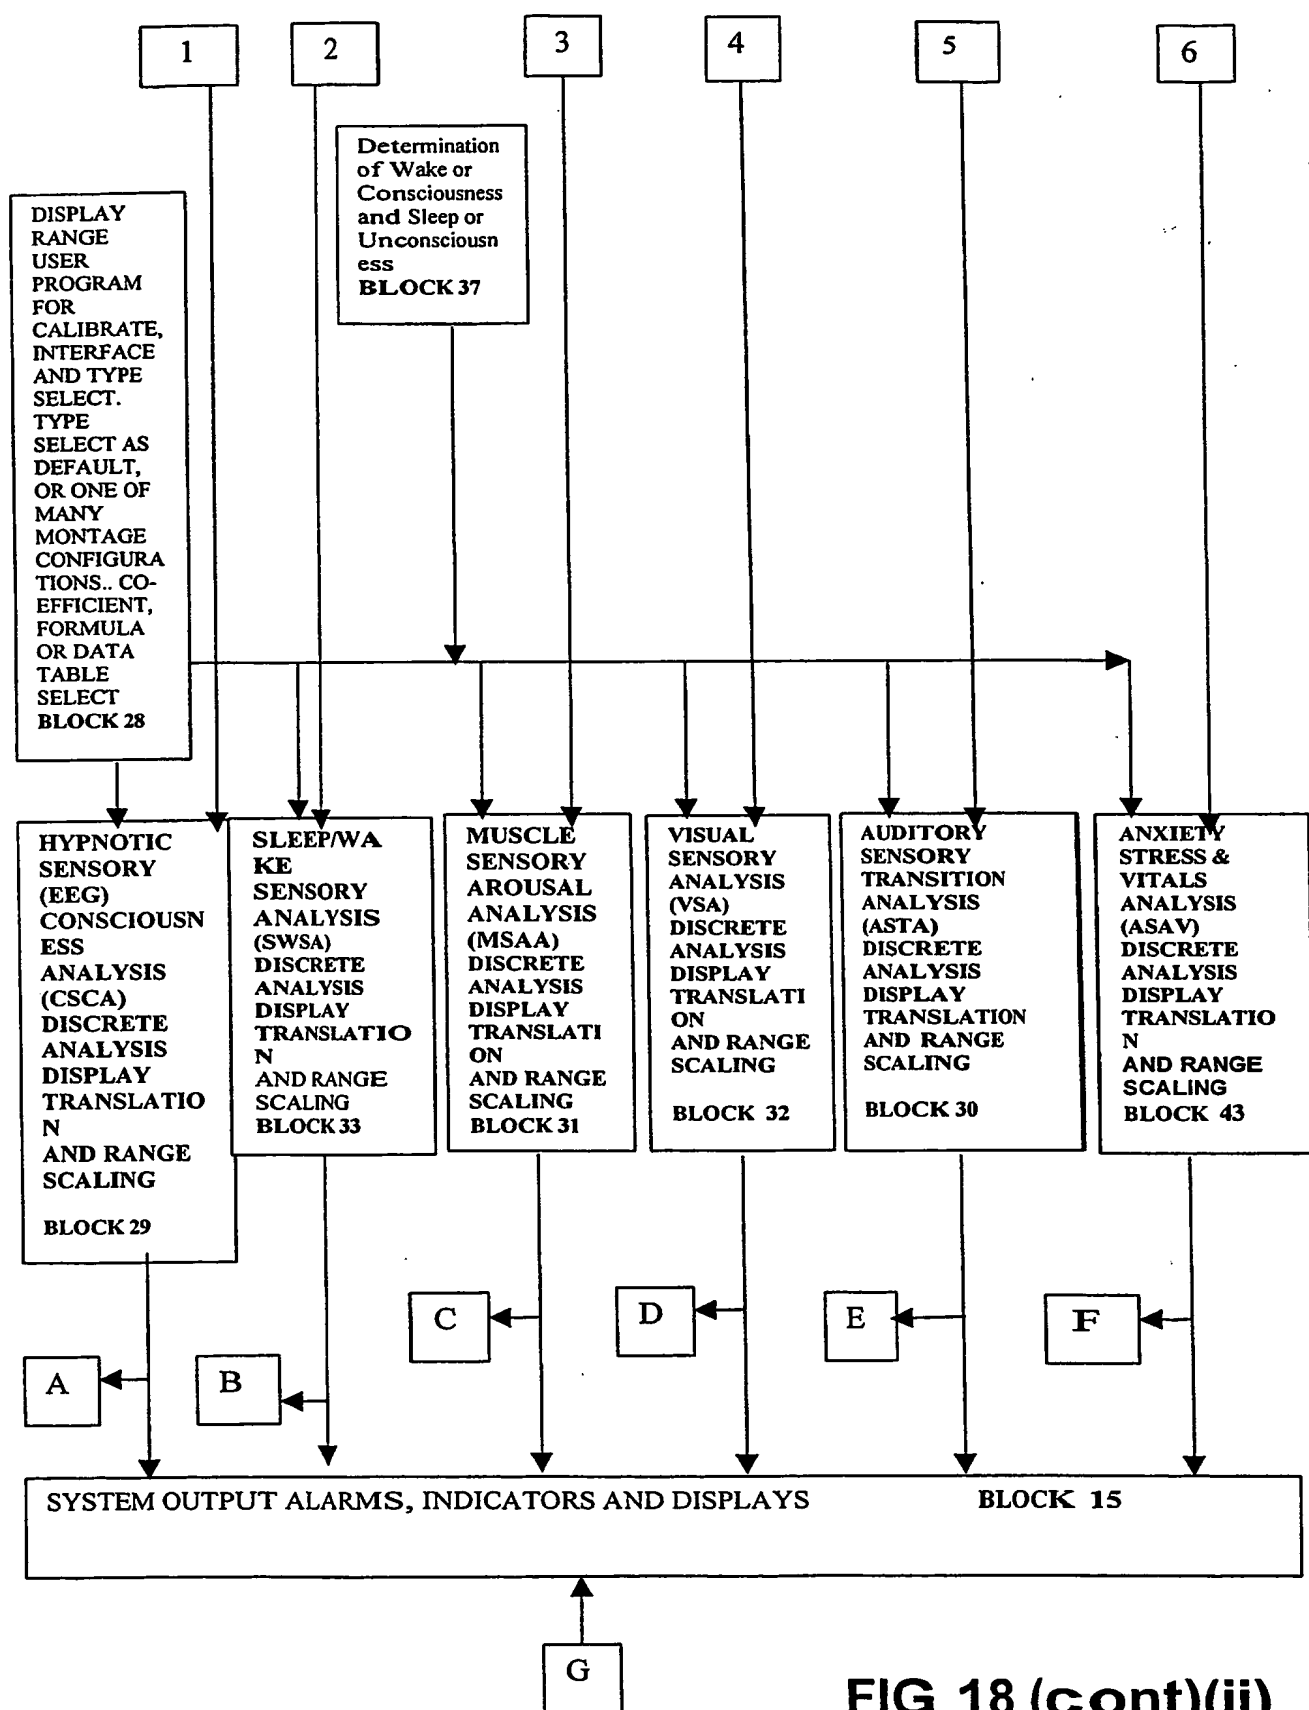 1
2
3
4
5
6
Determination
of Wake or
Consciousness
and Sleep or
Unconsciousn
ess
BLOCK 37
DISPLAY
RANGE
USER
PROGRAM
FOR
CALIBRATE,
INTERFACE
AND TYPE
SELECT.
TYPE
SELECT AS
DEFAULT,
OR ONE OF
MANY
MONTAGE
CONFIGURA
TIONS.. CO-
EFFICIENT,
FORMULA
OR DATA
TABLE
SELECT
BLOCK 28
HYPNOTIC
SENSORY
(EEG)
CONSCIOUSN
ESS
ANALYSIS
(CSCA)
DISCRETE
ANALYSIS
DISPLAY
TRANSLATIO
N
AND RANGE
SCALING
BLOCK 29
SLEEP/WA
KE
SENSORY
ANALYSIS
(SWSA)
DISCRETE
ANALYSIS
DISPLAY
TRANSLATIO
N
AND RANGE
SCALING
BLOCK 33
MUSCLE
SENSORY
AROUSAL
ANALYSIS
(MSAA)
DISCRETE
ANALYSIS
DISPLAY
TRANSLATI
ON
AND RANGE
SCALING
BLOCK 31
VISUAL
SENSORY
ANALYSIS
(VSA)
DISCRETE
ANALYSIS
DISPLAY
TRANSLATI
ON
AND RANGE
SCALING
BLOCK 32
AUDITORY
SENSORY
TRANSITION
ANALYSIS
(ASTA)
DISCRETE
ANALYSIS
DISPLAY
TRANSLATION
AND RANGE
SCALING
BLOCK 30
ANXIETY
STRESS &
VITALS
ANALYSIS
(ASAV)
DISCRETE
ANALYSIS
DISPLAY
TRANSLATIO
N
AND RANGE
SCALING
BLOCK 43
A
B
C
D
E
F
SYSTEM OUTPUT ALARMS, INDICATORS AND DISPLAYS BLOCK 15
G
FIG 18 (cont)(ii)